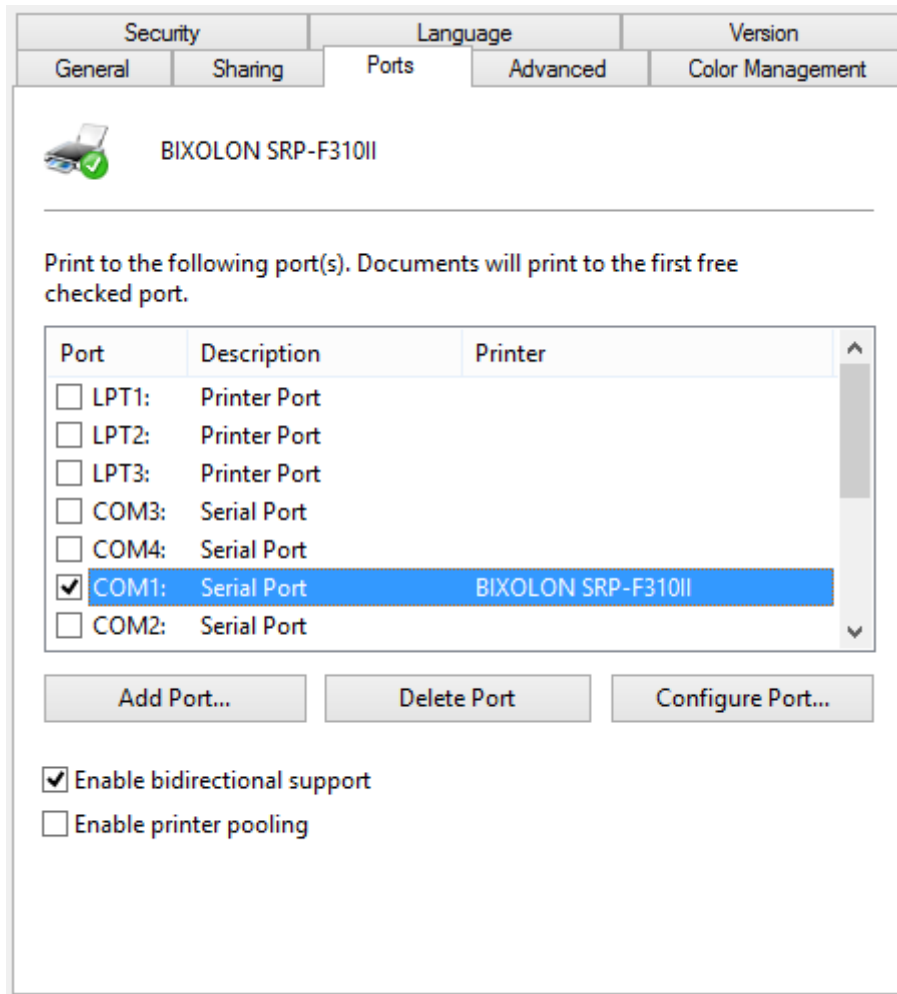 Security Language Version
General Sharing Ports Advanced Color Management
BIXOLON SRP-F310II
Print to the following port(s). Documents will print to the first free
checked port.
Port Description Printer
LPT1: Printer Port
LPT2: Printer Port
LPT3: Printer Port
COM3: Serial Port
COM4: Serial Port
COM1: Serial Port BIXOLON SRP-F310II
COM2: Serial Port
Add Port... Delete Port Configure Port...
Enable bidirectional support
Enable printer pooling